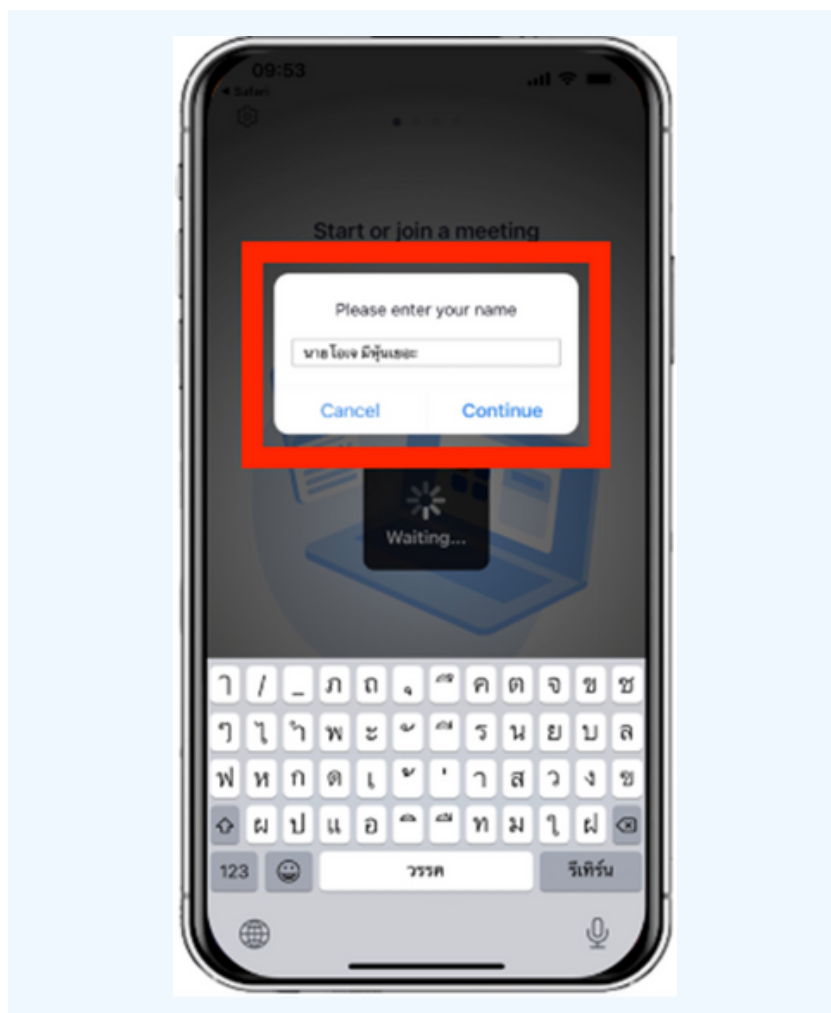 09:53
◀ Safari
Start or join a meeting
Please enter your name
นายโอเจ มีหุ้นเยอะ
Cancel
Continue
Waiting...
ๅ / _ ภ ถ ุ ึ ค ต จ ข ช
ๆ ไ ำ พ ะ ั ี ร น ย บ ล
ฟ ห ก ด เ ้ ่ า ส ว ง ฃ
ผ ป แ อ ิ ื ท ม ใ ฝ
123
วรรค
รีเทิร์น